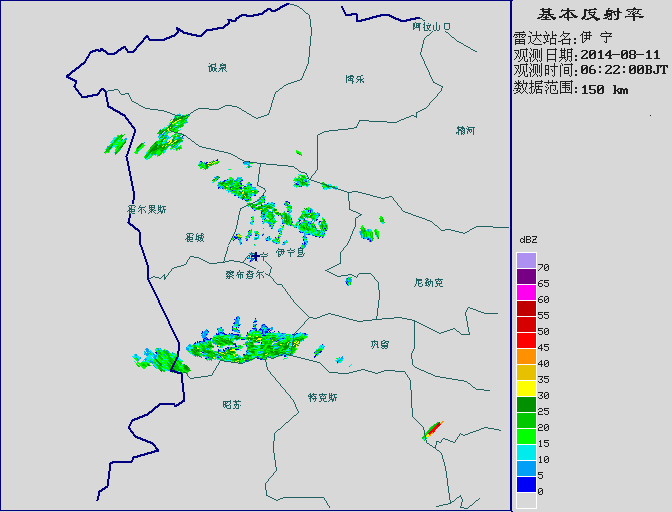 基本反射率
雷达站名:伊 宁
观测日期:2014-08-11
观测时间:06:22:00BJT
数据范围:150 km
阿拉山口
温泉
博乐
精河
霍尔果斯
霍城
伊宁
伊宁县
察布查尔
尼勒克
巩留
昭苏
特克斯
dBZ
70
65
60
55
50
45
40
35
30
25
20
15
10
5
0